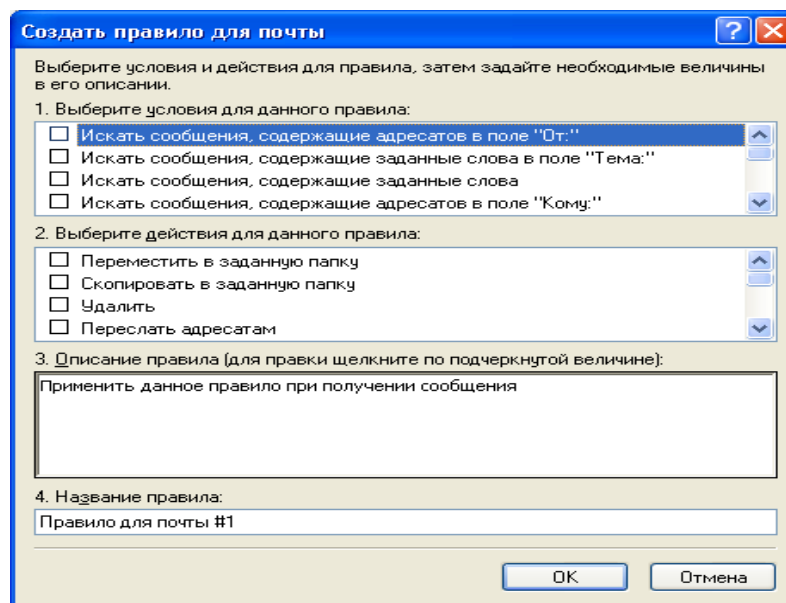 Создать правило для почты
Выберите условия и действия для правила, затем задайте необходимые величины
в его описании.
1. Выберите условия для данного правила:
Искать сообщения, содержащие адресатов в поле "От:"
Искать сообщения, содержащие заданные слова в поле "Тема:"
Искать сообщения, содержащие заданные слова
Искать сообщения, содержащие адресатов в поле "Кому:"
2. Выберите действия для данного правила:
Переместить в заданную папку
Скопировать в заданную папку
Удалить
Переслать адресатам
3. Описание правила (для правки щелкните по подчеркнутой величине):
Применить данное правило при получении сообщения
4. Название правила:
Правило для почты #1
OK Отмена